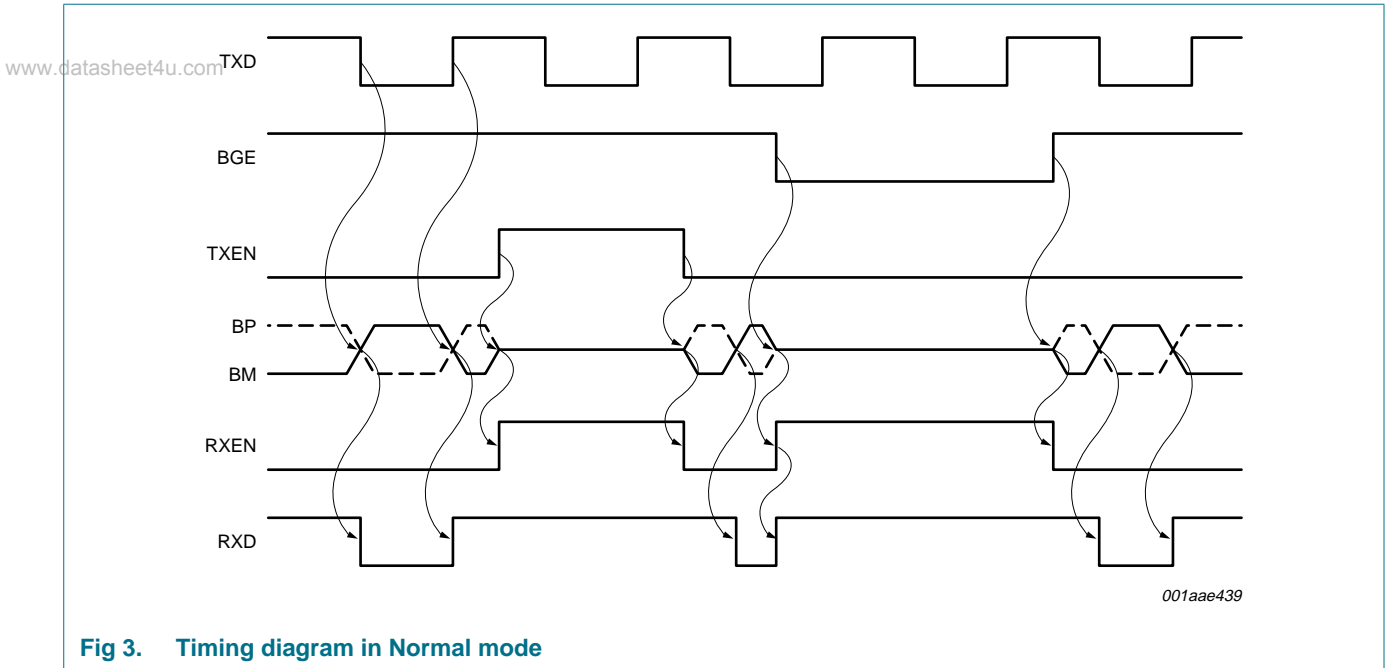 www.datasheet4u.com
TXD
BGE
TXEN
BP
BM
RXEN
RXD
001aae439
Fig 3. Timing diagram in Normal mode